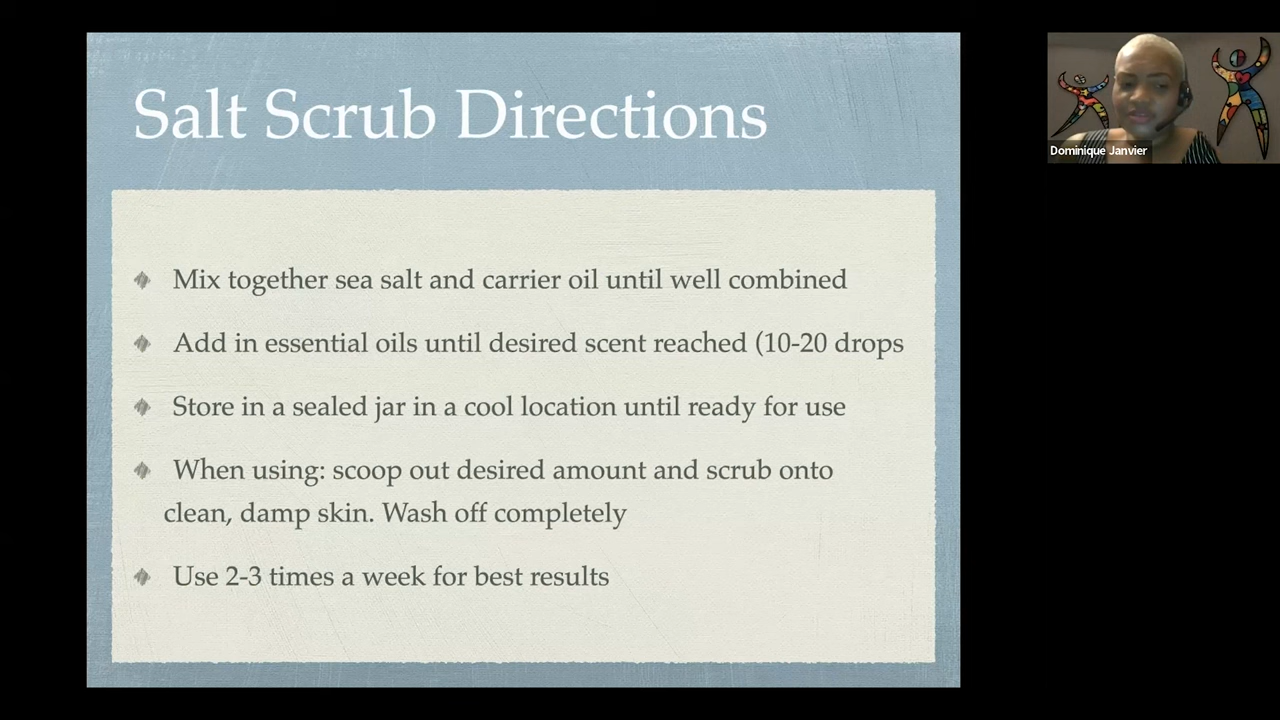 Salt Scrub Directions
Mix together sea salt and carrier oil until well combined
Add in essential oils until desired scent reached (10-20 drops
Store in a sealed jar in a cool location until ready for use
When using: scoop out desired amount and scrub onto
clean, damp skin. Wash off completely
Use 2-3 times a week for best results
Dominique Janvier